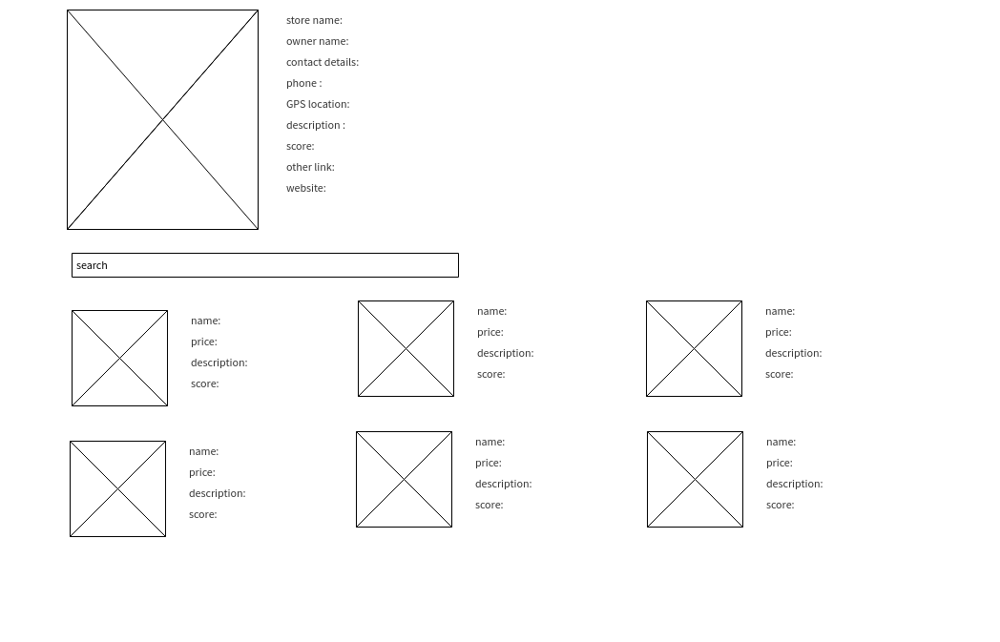 store name:
owner name:
contact details:
phone :
GPS location:
description :
score:
other link:
website:
search
name:
price:
description:
score:
name:
price:
description:
score:
name:
price:
description:
score:
name:
price:
description:
score:
name:
price:
description:
score:
name:
price:
description:
score: